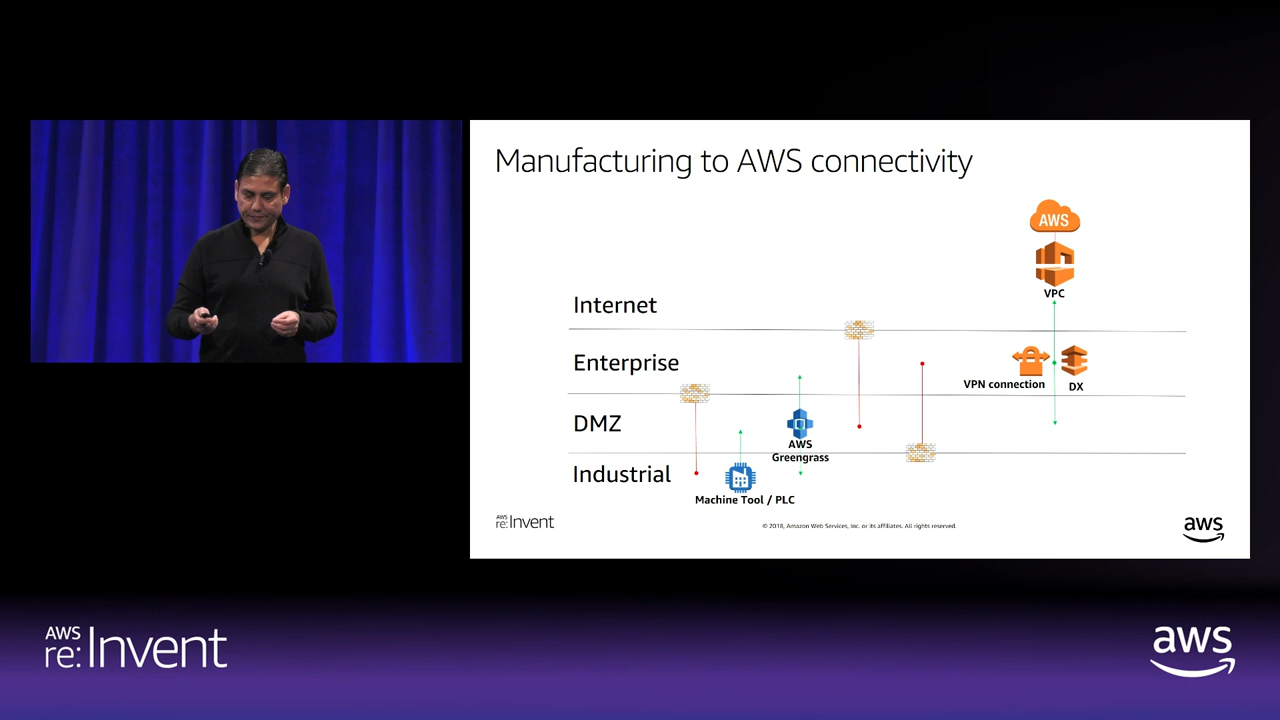 Manufacturing to AWS connectivity
AWS
VPC
Internet
Enterprise
VPN connection
DX
DMZ
AWS
Greengrass
Industrial
Machine Tool / PLC
AWS
re:Invent
© 2018, Amazon Web Services, Inc. or its affiliates. All rights reserved.
aws
AWS
re:Invent
aws